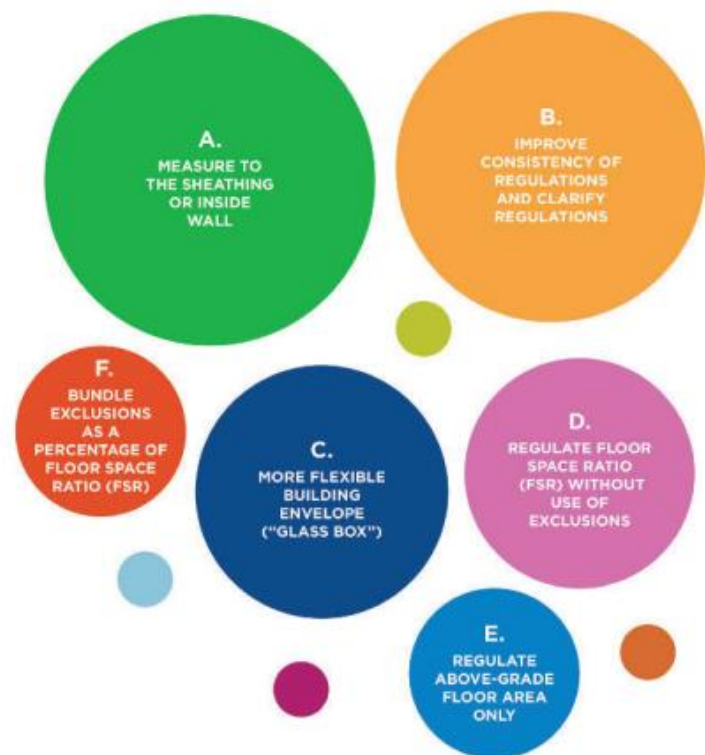 A.
MEASURE TO
THE SHEATHING
OR INSIDE
WALL
B.
IMPROVE
CONSISTENCY OF
REGULATIONS
AND CLARIFY
REGULATIONS
F.
BUNDLE
EXCLUSIONS
AS A
PERCENTAGE OF
FLOOR SPACE
RATIO (FSR)
C.
MORE FLEXIBLE
BUILDING
ENVELOPE
("GLASS BOX")
D.
REGULATE FLOOR
SPACE RATIO
(FSR) WITHOUT
USE OF
EXCLUSIONS
E.
REGULATE
ABOVE-GRADE
FLOOR AREA
ONLY